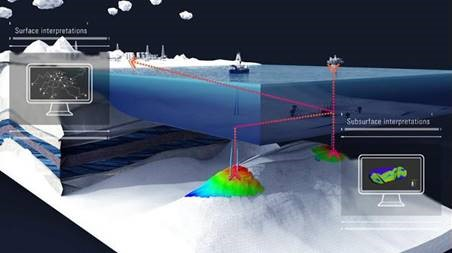 Surface interpretations
Subsurface interpretations